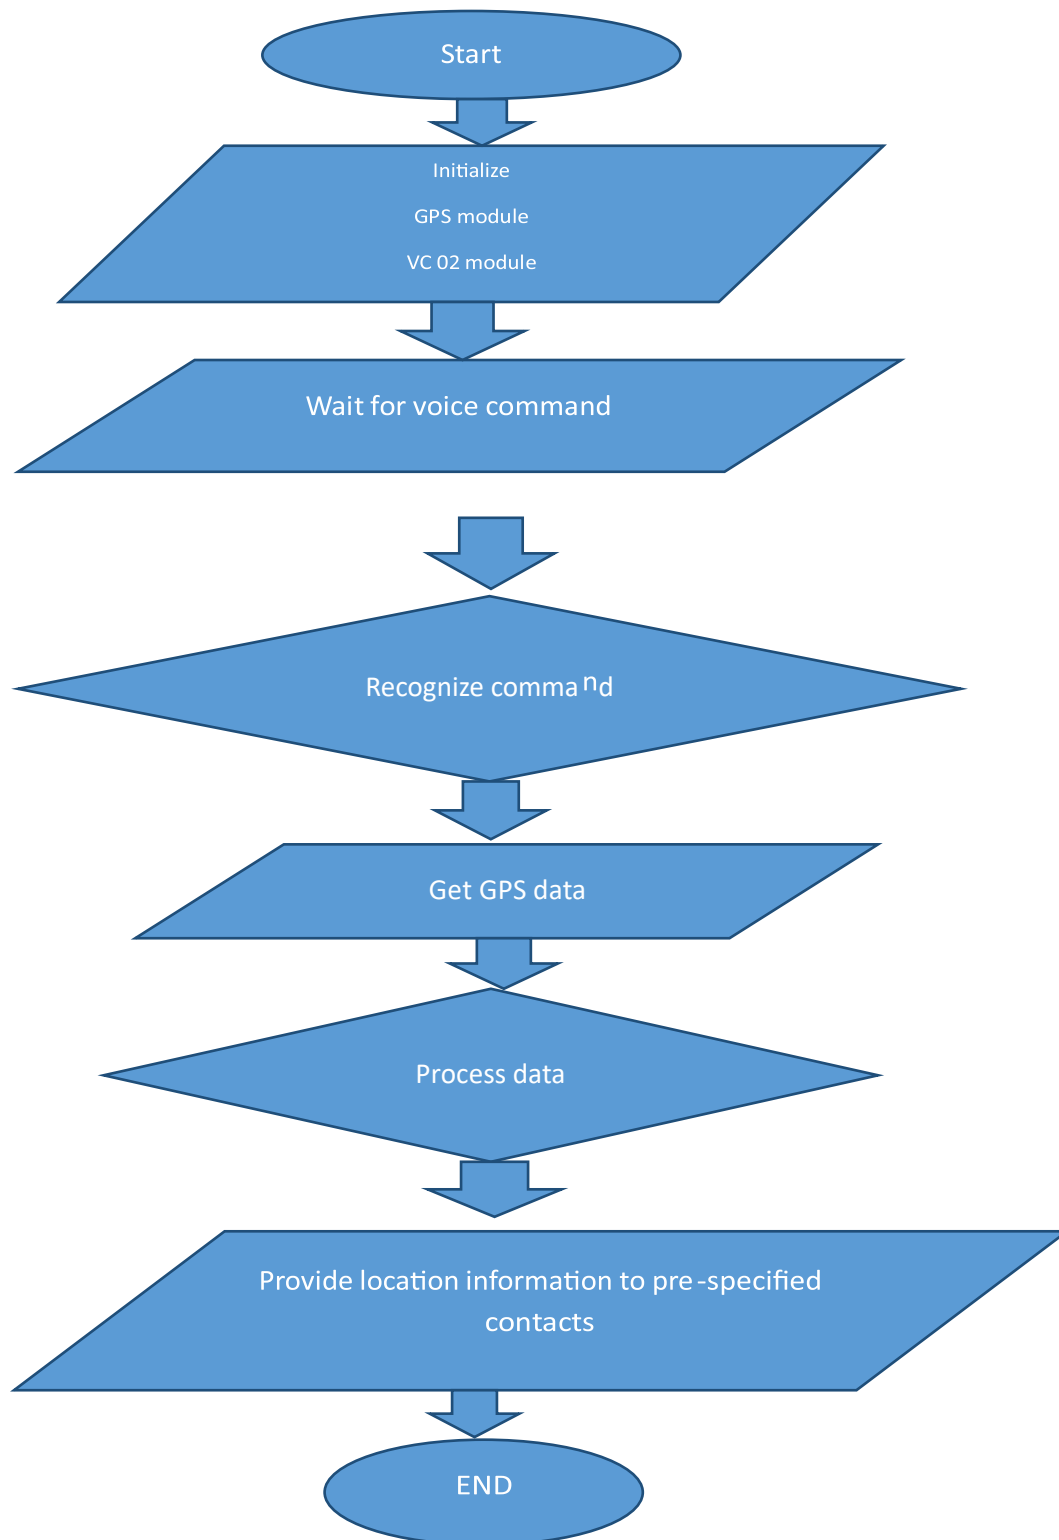 Start
Initialize
GPS module
VC 02 module
Wait for voice command
Recognize command
Get GPS data
Process data
Provide location information to pre-specified
contacts
END